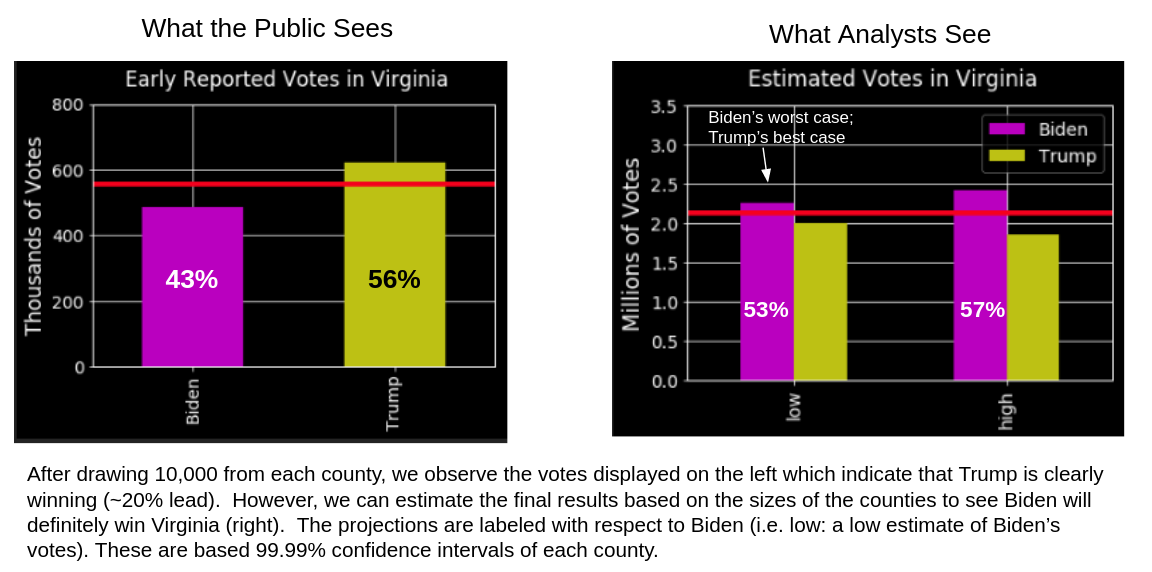 What the Public Sees
What Analysts See
Early Reported Votes in Virginia
800
600
400
200
0
Thousands of Votes
43%
56%
Biden
Trump
Estimated Votes in Virginia
3.5
3.0
2.5
2.0
1.5
1.0
0.5
0.0
Millions of Votes
Biden's worst case;
Trump's best case
Biden
Trump
53%
57%
low
high
After drawing 10,000 from each county, we observe the votes displayed on the left which indicate that Trump is clearly
winning (~20% lead).  However, we can estimate the final results based on the sizes of the counties to see Biden will
definitely win Virginia (right).  The projections are labeled with respect to Biden (i.e. low: a low estimate of Biden's
votes). These are based 99.99% confidence intervals of each county.